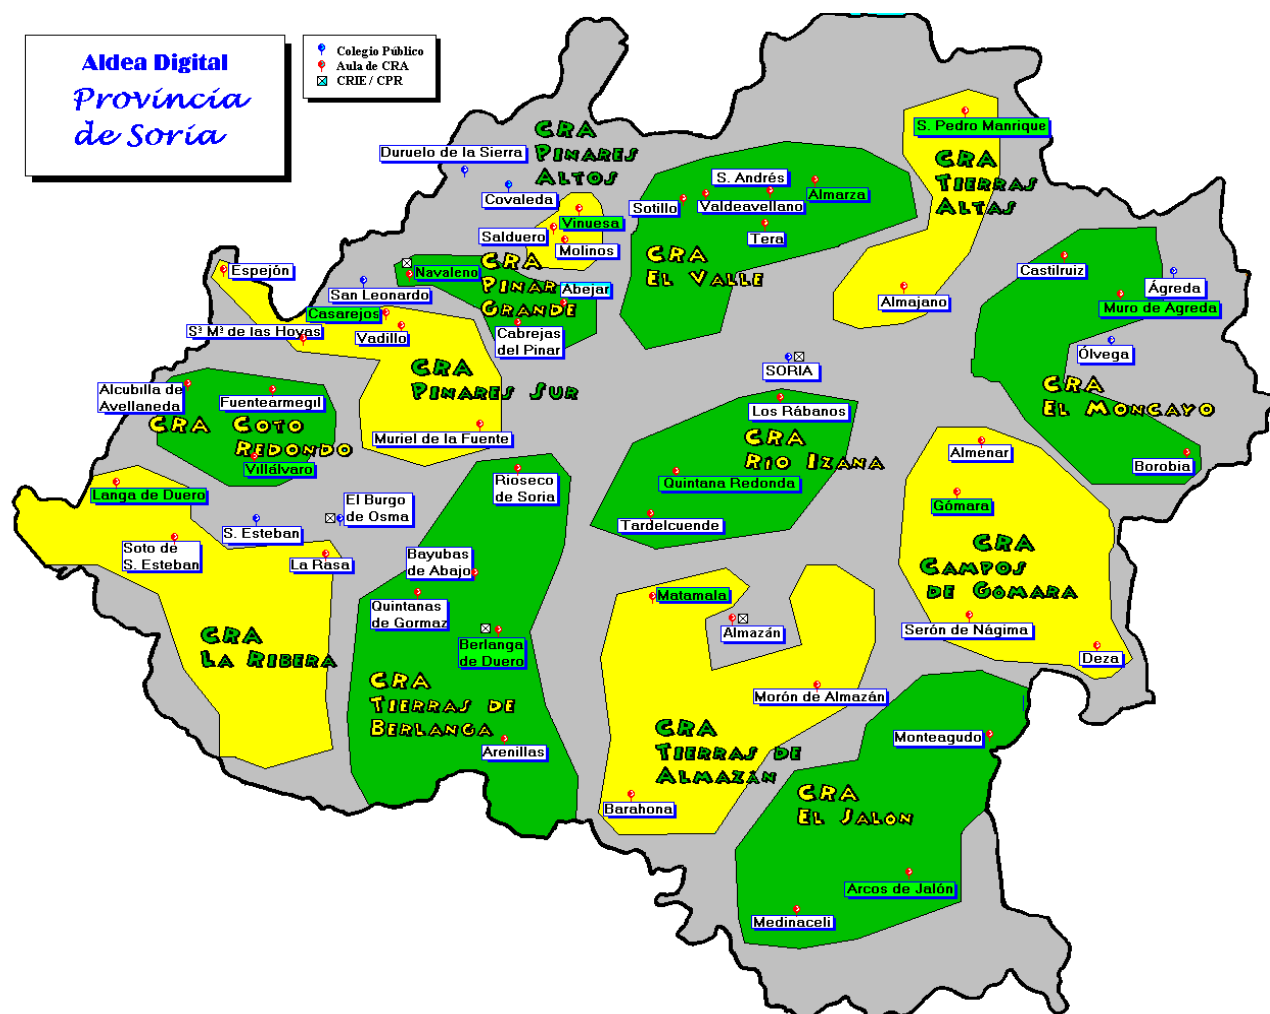 Aldea Digital
Provincia
de Soria
Colegio Público
Aula de CRA
CRIE / CPR
CRA
PINARES
ALTOS
Duruelo de la Sierra
Covaleda
Vinuesa
Salduero
Molinos
S. Pedro Manrique
CRA
TIERRAS
ALTAS
Almajano
S. Andrés
Sotillo
Valdeavellano
Almarza
Tera
CRA
EL VALLE
Espejón
San Leonardo
Navaleno
CRA
PINAR
GRANDE
Abejar
Cabrejas
del Pinar
Casarejos
Sª Mª de las Hoyas
Vadillo
CRA
PINARES SUR
Muriel de la Fuente
Castilruiz
Ágreda
Muro de Agreda
Ólvega
CRA
EL MONCAYO
Borobia
SORIA
Alcubilla de
Avellaneda
Fuentearmegil
CRA COTO
REDONDO
Villálvaro
Los Rábanos
CRA
RIO IZANA
Quintana Redonda
Tardelcuende
Langa de Duero
S. Esteban
El Burgo
de Osma
Soto de
S. Esteban
La Rasa
CRA
LA RIBERA
Rioseco
de Soria
Bayubas
de Abajo
Quintanas
de Gormaz
Berlanga
de Duero
CRA
TIERRAS DE
BERLANGA
Arenillas
Almenar
Gómara
CRA
CAMPOS
DE GOMARA
Serón de Nágima
Deza
Matamala
Almazán
Morón de Almazán
CRA
TIERRAS DE
ALMAZÁN
Barahona
Monteagudo
CRA
EL JALÓN
Arcos de Jalón
Medinaceli